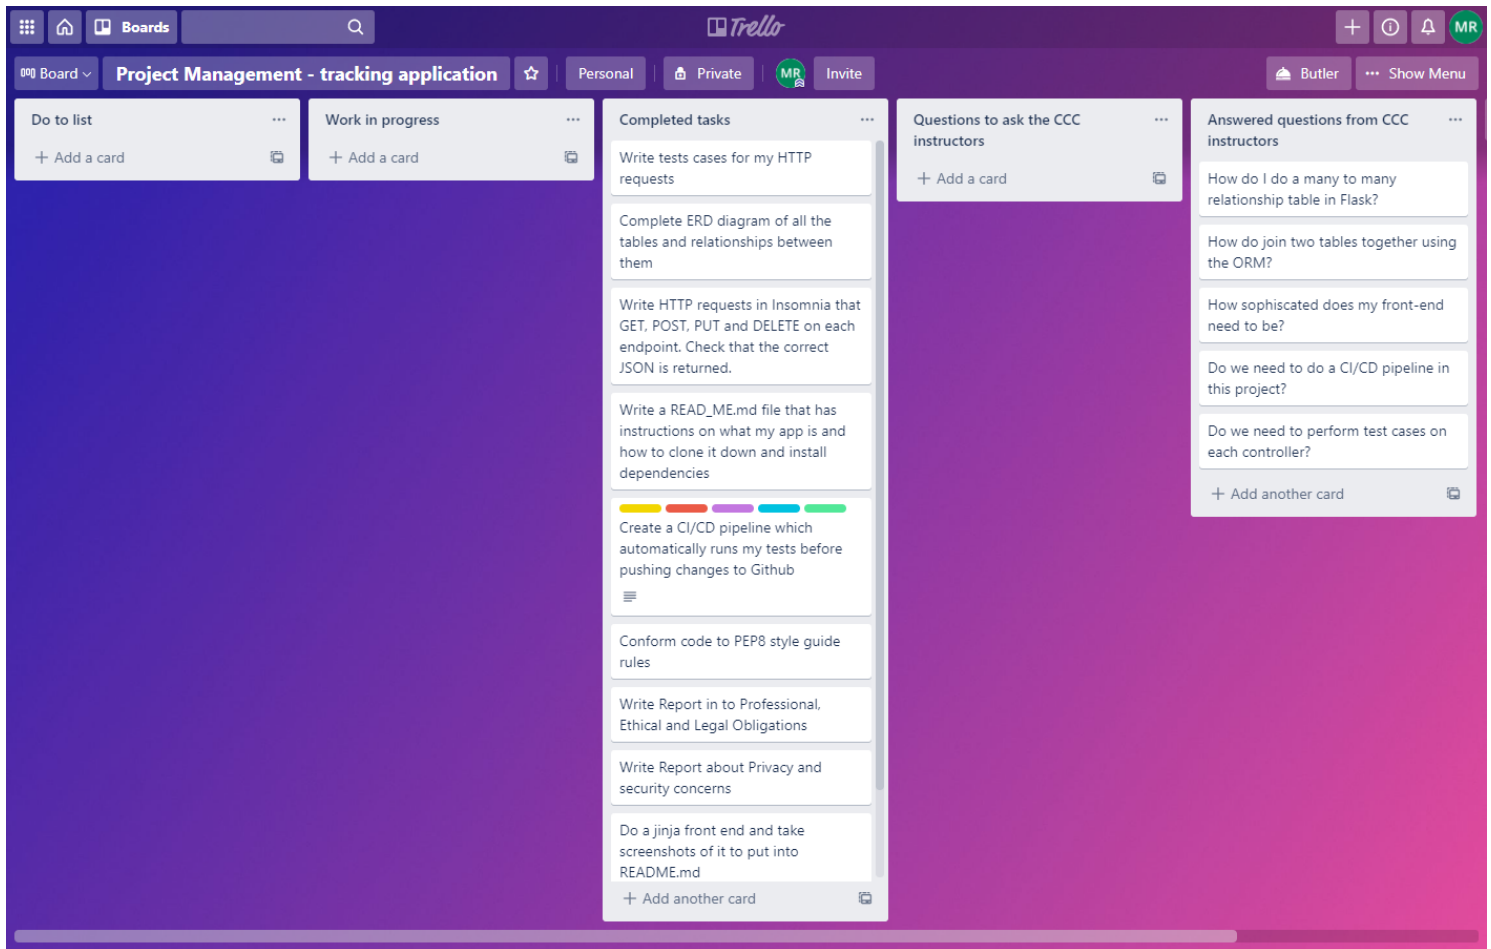 Boards
Trello
MR
Board
Project Management - tracking application
Personal
Private
MR
Invite
Butler
Show Menu
Do to list
Add a card
Work in progress
Add a card
Completed tasks
Write tests cases for my HTTP
requests
Complete ERD diagram of all the
tables and relationships between
them
Write HTTP requests in Insomnia that
GET, POST, PUT and DELETE on each
endpoint. Check that the correct
JSON is returned.
Write a READ_ME.md file that has
instructions on what my app is and
how to clone it down and install
dependencies
Create a CI/CD pipeline which
automatically runs my tests before
pushing changes to Github
Conform code to PEP8 style guide
rules
Write Report in to Professional,
Ethical and Legal Obligations
Write Report about Privacy and
security concerns
Do a jinja front end and take
screenshots of it to put into
README.md
Add another card
Questions to ask the CCC
instructors
Add a card
Answered questions from CCC
instructors
How do I do a many to many
relationship table in Flask?
How do join two tables together using
the ORM?
How sophiscated does my front-end
need to be?
Do we need to do a CI/CD pipeline in
this project?
Do we need to perform test cases on
each controller?
Add another card